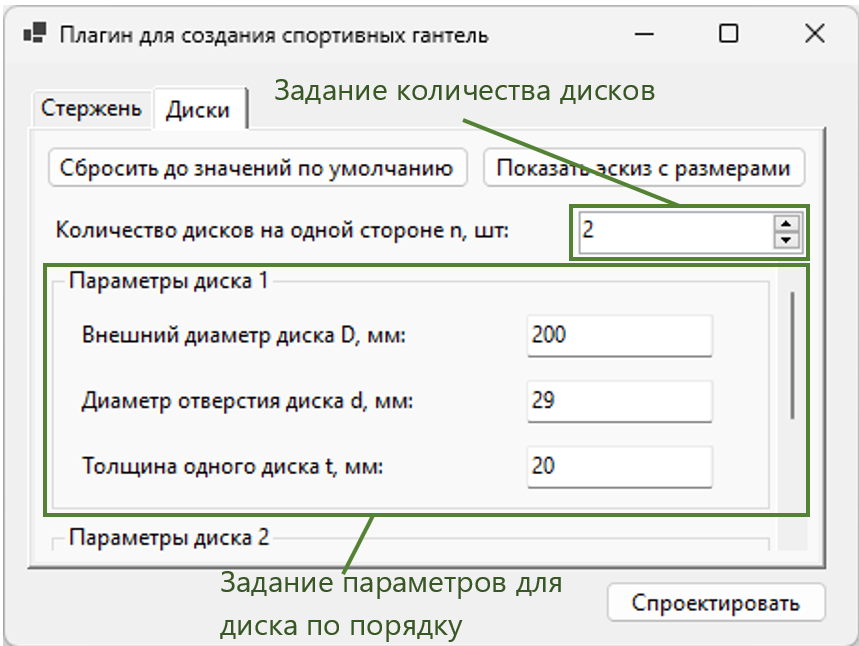 Плагин для создания спортивных гантель
Задание количества дисков
Стержень Диски
Сбросить до значений по умолчанию Показать эскиз с размерами
Количество дисков на одной стороне n, шт: 2
Параметры диска 1
Внешний диаметр диска D, мм: 200
Диаметр отверстия диска d, мм: 29
Толщина одного диска t, мм: 20
Параметры диска 2
Задание параметров для
диска по порядку
Спроектировать